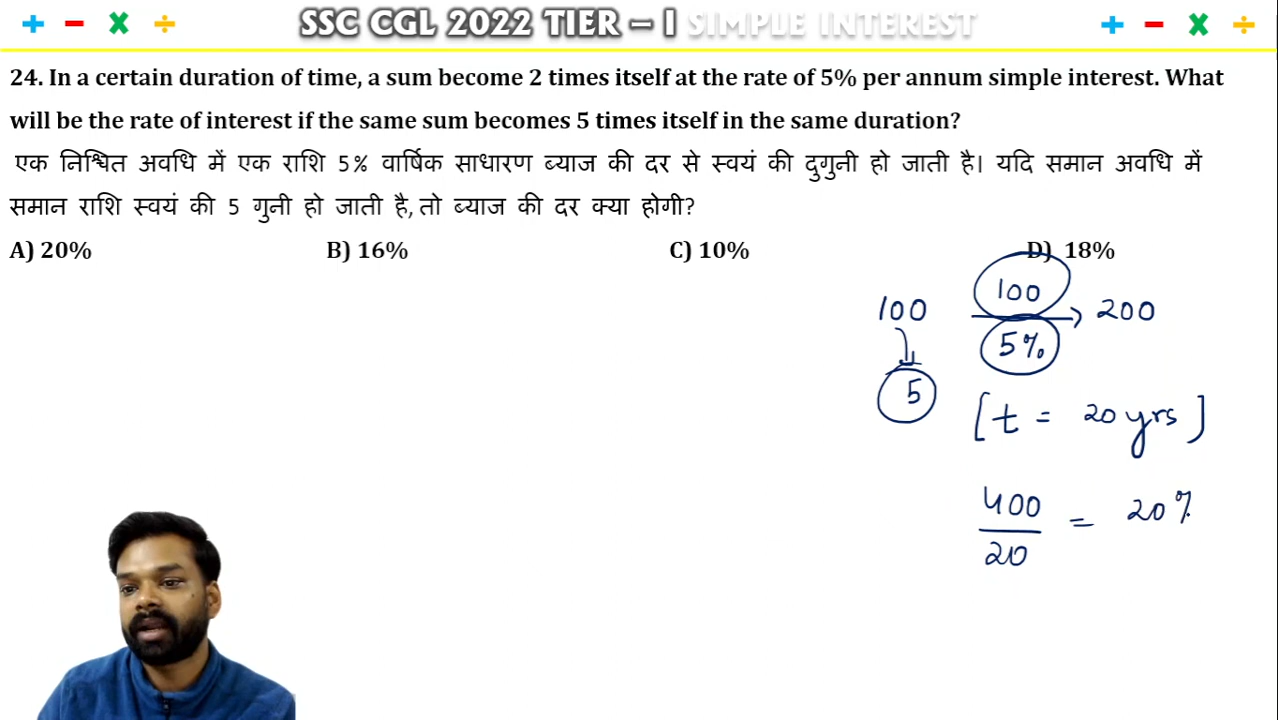 + − × ÷ SSC CGL 2022 TIER – I SIMPLE INTEREST + − × ÷
24. In a certain duration of time, a sum become 2 times itself at the rate of 5% per annum simple interest. What
will be the rate of interest if the same sum becomes 5 times itself in the same duration?
एक निश्चित अवधि में एक राशि 5% वार्षिक साधारण ब्याज की दर से स्वयं की दुगुनी हो जाती है। यदि समान अवधि में
समान राशि स्वयं की 5 गुनी हो जाती है, तो ब्याज की दर क्या होगी?
A) 20% B) 16% C) 10% D) 18%
100
100 → 200
5%
5
[t = 20 yrs]
400
= 20%
20